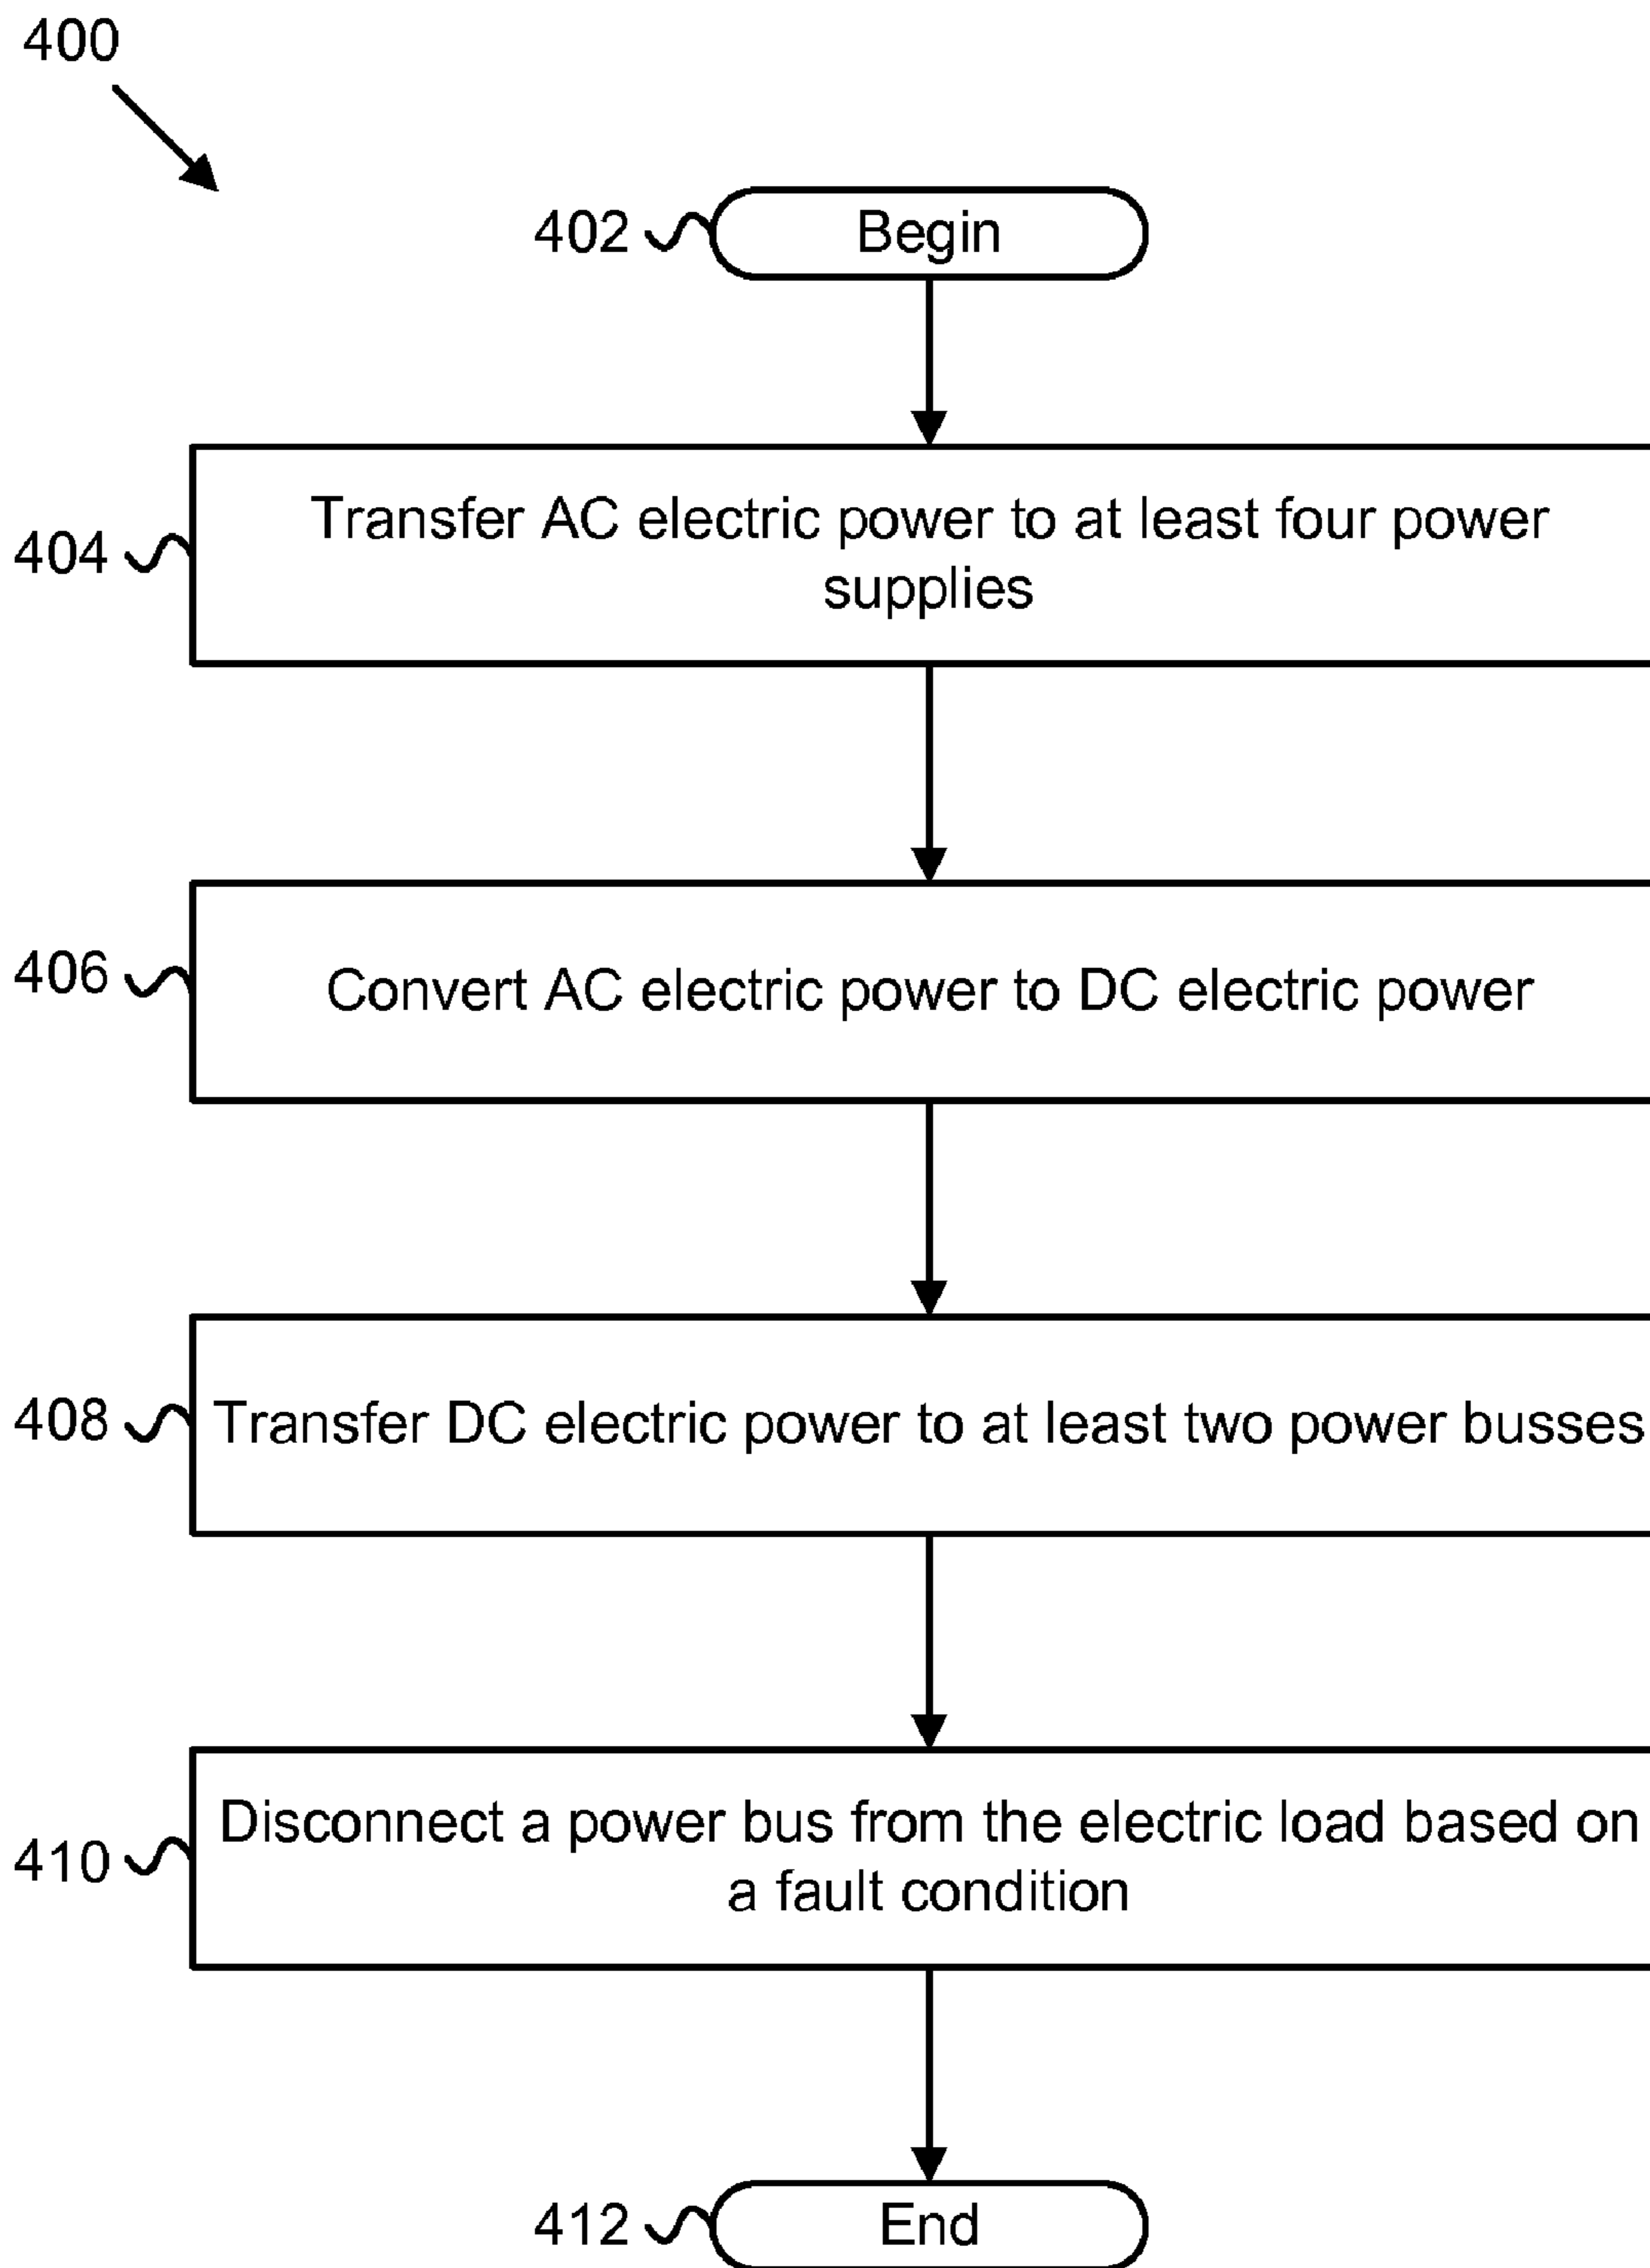 400
402
Begin
404
Transfer AC electric power to at least four power
supplies
406
Convert AC electric power to DC electric power
408
Transfer DC electric power to at least two power busses
410
Disconnect a power bus from the electric load based on
a fault condition
412
End